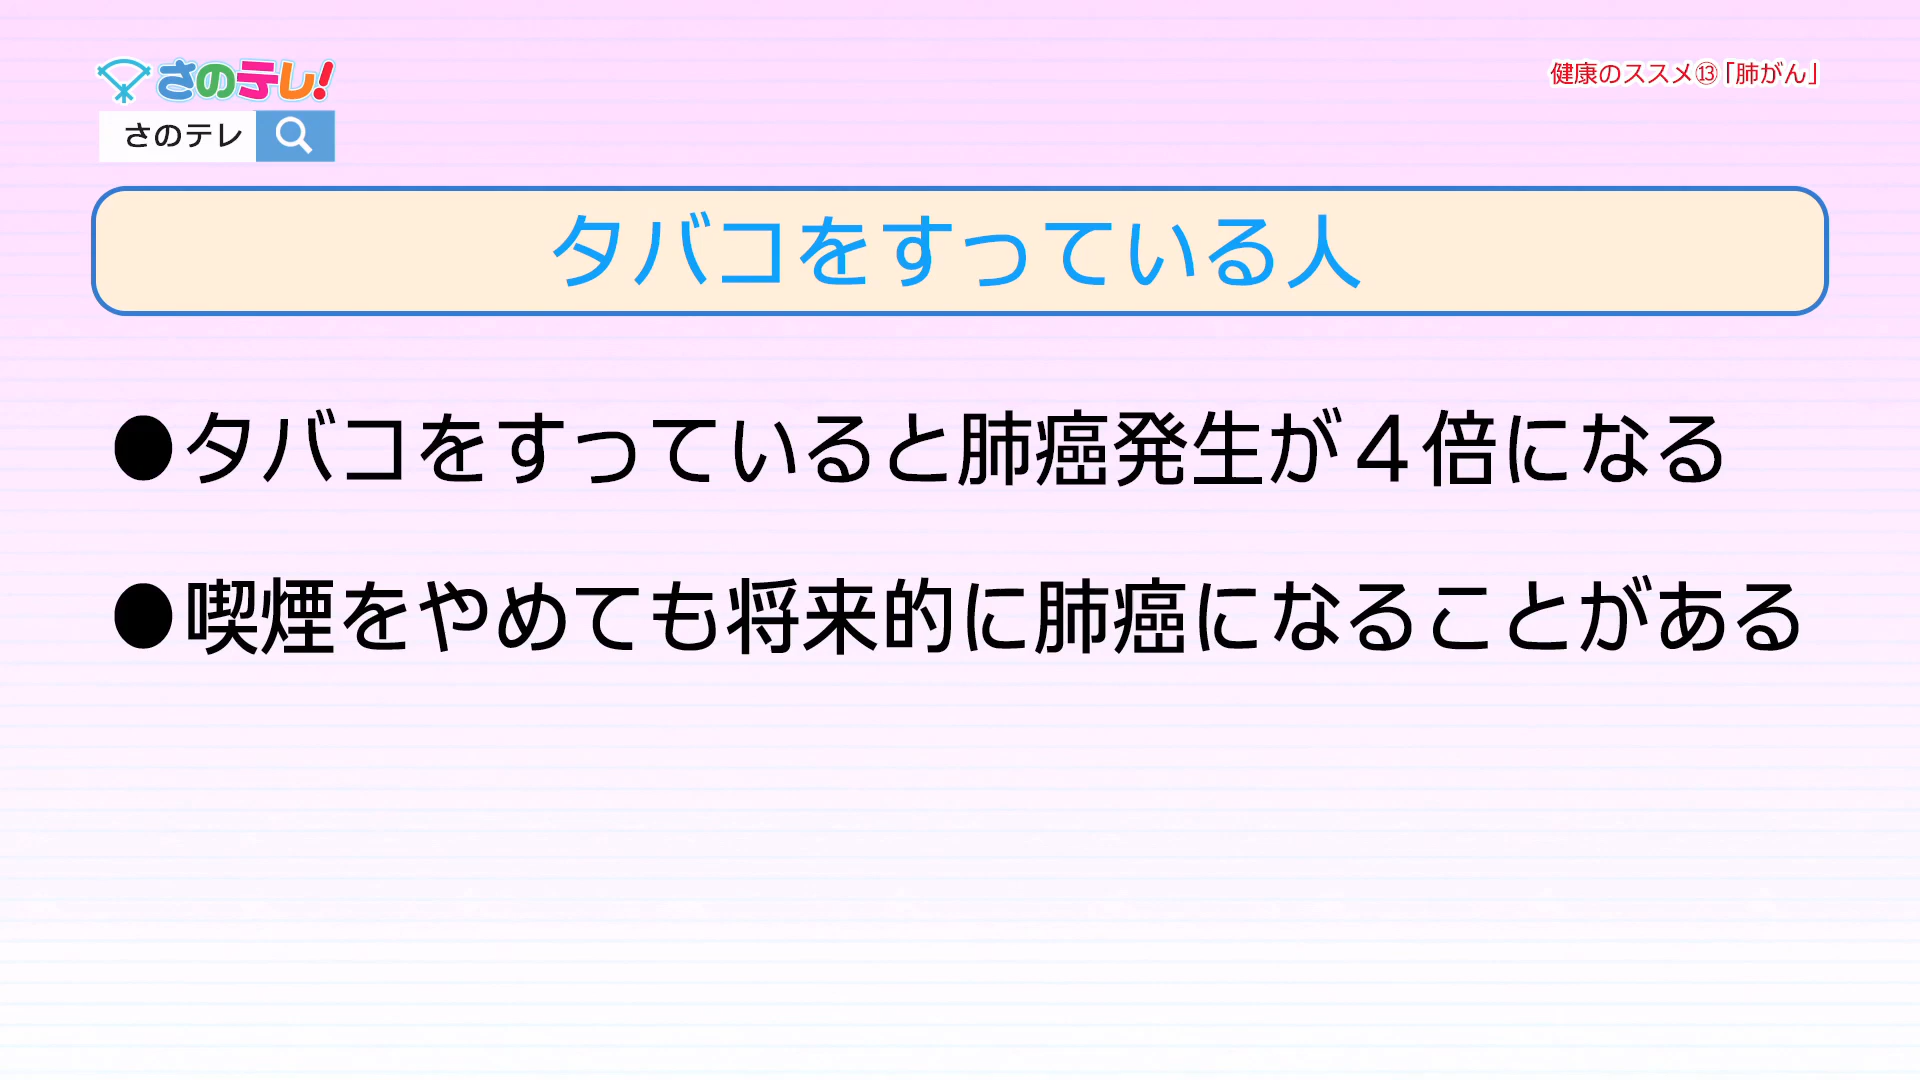 さのテレ!
さのテレ
健康のススメ⑬「肺がん」
タバコをすっている人
●タバコをすっていると肺癌発生が４倍になる
●喫煙をやめても将来的に肺癌になることがある